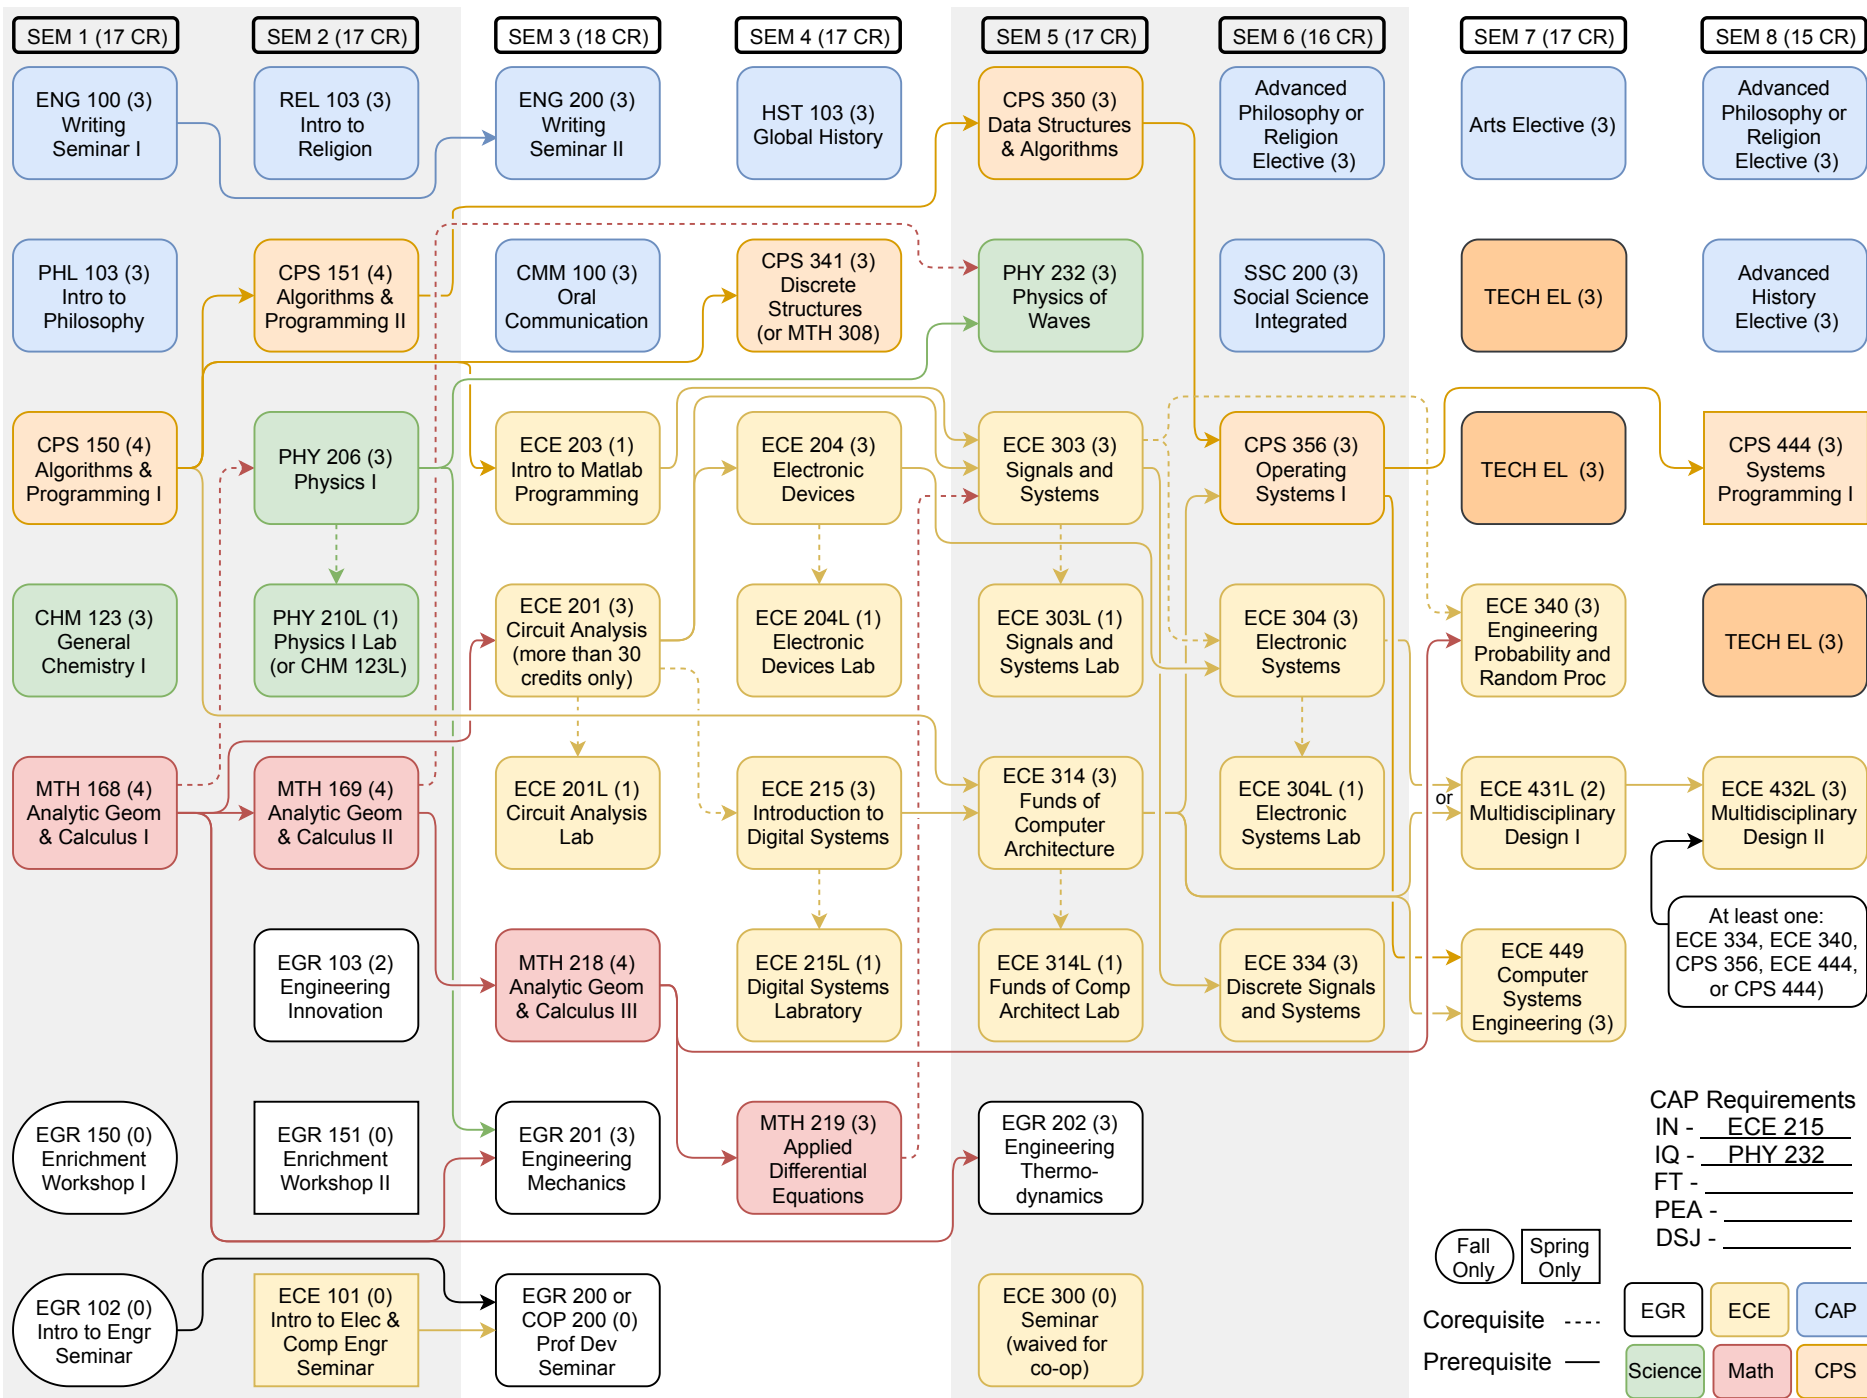 SEM 1 (17 CR)
SEM 2 (17 CR)
SEM 3 (18 CR)
SEM 4 (17 CR)
SEM 5 (17 CR)
SEM 6 (16 CR)
SEM 7 (17 CR)
SEM 8 (15 CR)
ENG 100 (3)
Writing
Seminar I
REL 103 (3)
Intro to
Religion
ENG 200 (3)
Writing
Seminar II
HST 103 (3)
Global History
CPS 350 (3)
Data Structures
& Algorithms
Advanced
Philosophy or
Religion
Elective (3)
Arts Elective (3)
Advanced
Philosophy or
Religion
Elective (3)
PHL 103 (3)
Intro to
Philosophy
CPS 151 (4)
Algorithms &
Programming II
CMM 100 (3)
Oral
Communication
CPS 341 (3)
Discrete
Structures
(or MTH 308)
PHY 232 (3)
Physics of
Waves
SSC 200 (3)
Social Science
Integrated
TECH EL (3)
Advanced
History
Elective (3)
CPS 150 (4)
Algorithms &
Programming I
PHY 206 (3)
Physics I
ECE 203 (1)
Intro to Matlab
Programming
ECE 204 (3)
Electronic
Devices
ECE 303 (3)
Signals and
Systems
CPS 356 (3)
Operating
Systems I
TECH EL (3)
CPS 444 (3)
Systems
Programming I
CHM 123 (3)
General
Chemistry I
PHY 210L (1)
Physics I Lab
(or CHM 123L)
ECE 201 (3)
Circuit Analysis
(more than 30
credits only)
ECE 204L (1)
Electronic
Devices Lab
ECE 303L (1)
Signals and
Systems Lab
ECE 304 (3)
Electronic
Systems
ECE 340 (3)
Engineering
Probability and
Random Proc
TECH EL (3)
MTH 168 (4)
Analytic Geom
& Calculus I
MTH 169 (4)
Analytic Geom
& Calculus II
ECE 201L (1)
Circuit Analysis
Lab
ECE 215 (3)
Introduction to
Digital Systems
ECE 314 (3)
Funds of
Computer
Architecture
ECE 304L (1)
Electronic
Systems Lab
or
ECE 431L (2)
Multidisciplinary
Design I
ECE 432L (3)
Multidisciplinary
Design II
EGR 103 (2)
Engineering
Innovation
MTH 218 (4)
Analytic Geom
& Calculus III
ECE 215L (1)
Digital Systems
Labratory
ECE 314L (1)
Funds of Comp
Architect Lab
ECE 334 (3)
Discrete Signals
and Systems
ECE 449
Computer
Systems
Engineering (3)
At least one:
ECE 334, ECE 340,
CPS 356, ECE 444,
or CPS 444)
EGR 150 (0)
Enrichment
Workshop I
EGR 151 (0)
Enrichment
Workshop II
EGR 201 (3)
Engineering
Mechanics
MTH 219 (3)
Applied
Differential
Equations
EGR 202 (3)
Engineering
Thermo-
dynamics
CAP Requirements
IN - ECE 215
IQ - PHY 232
FT -
PEA -
DSJ -
EGR 102 (0)
Intro to Engr
Seminar
ECE 101 (0)
Intro to Elec &
Comp Engr
Seminar
EGR 200 or
COP 200 (0)
Prof Dev
Seminar
ECE 300 (0)
Seminar
(waived for
co-op)
Fall
Only
Spring
Only
Corequisite
Prerequisite
EGR
ECE
CAP
Science
Math
CPS